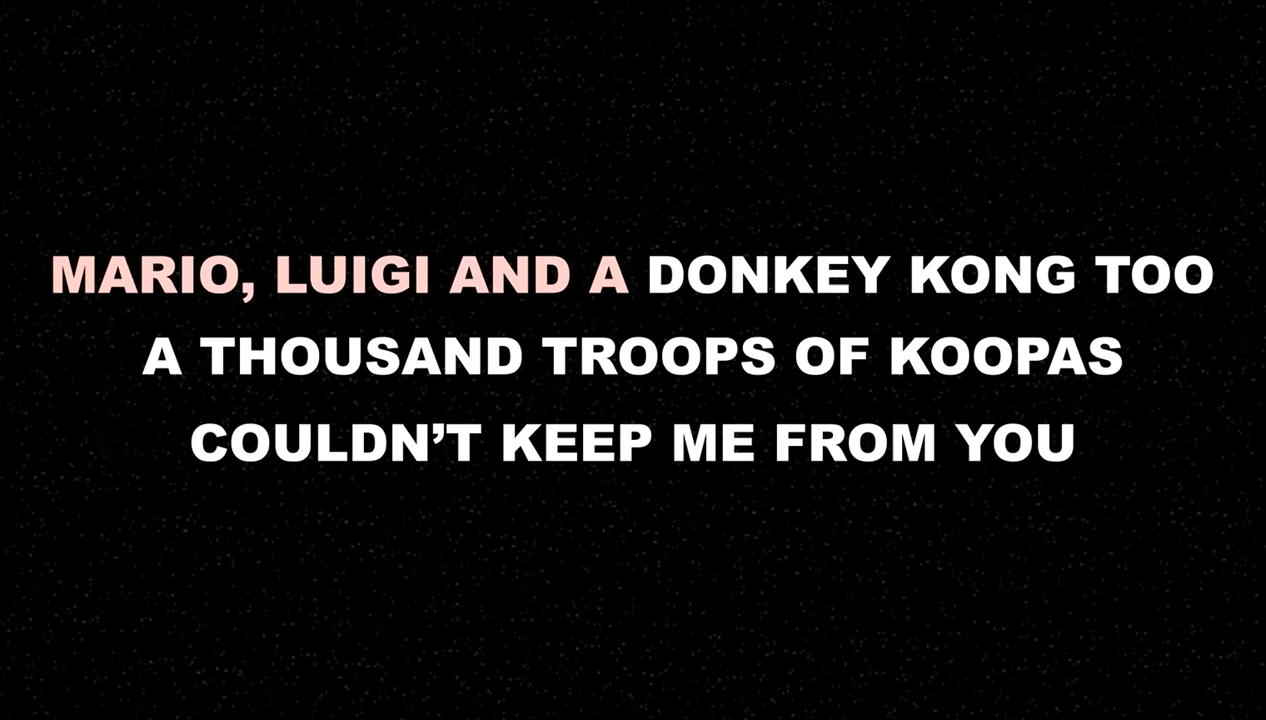 MARIO, LUIGI AND A DONKEY KONG TOO
A THOUSAND TROOPS OF KOOPAS
COULDN’T KEEP ME FROM YOU